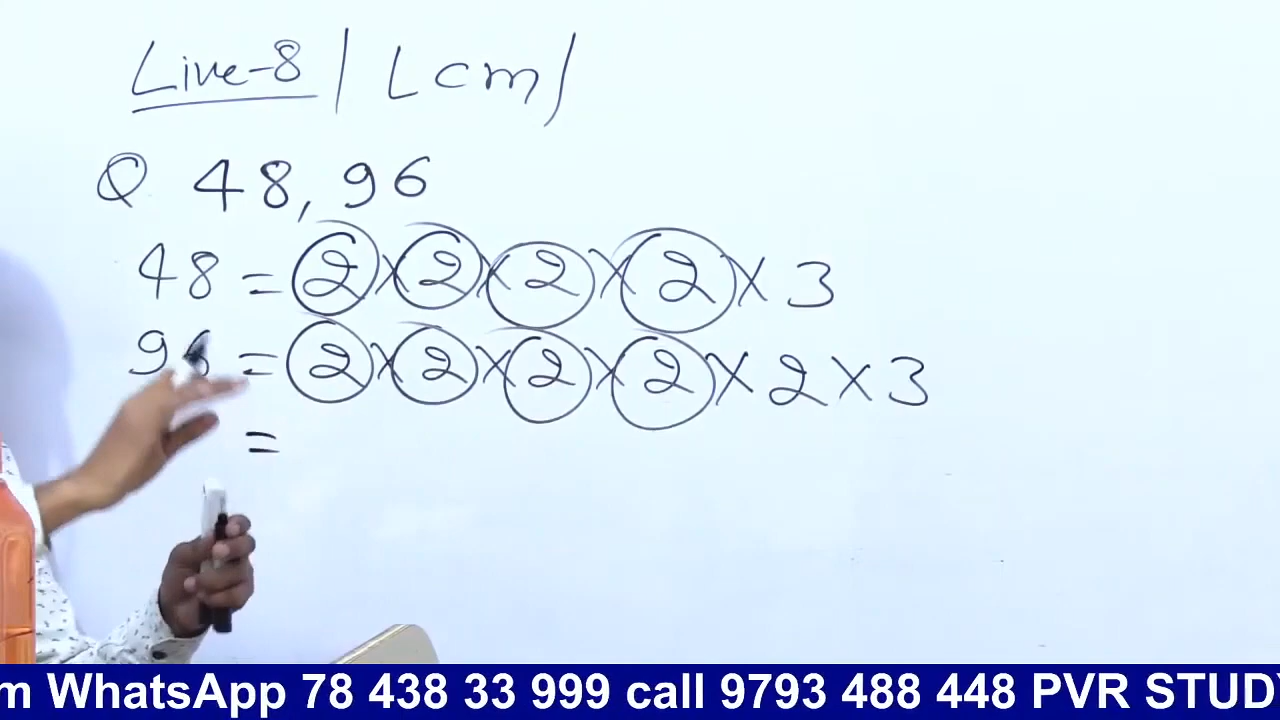 Live-8 / Lcm /
Q 48, 96
48 = 2 × 2 × 2 × 2 × 3
96 = 2 × 2 × 2 × 2 × 2 × 3
=
m WhatsApp 78 438 33 999 call 9793 488 448 PVR STUDY